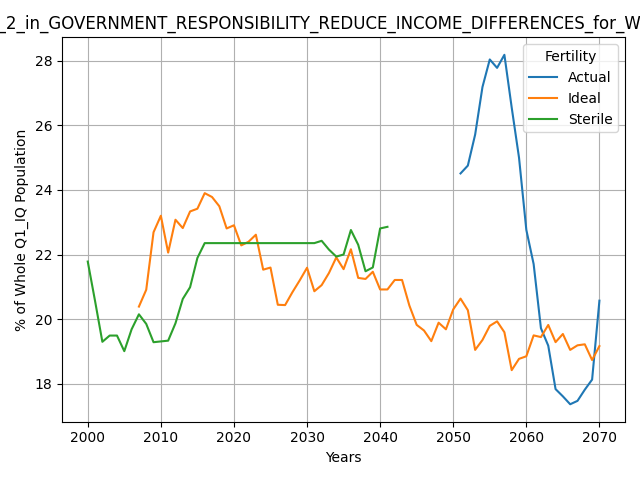 _2_in_GOVERNMENT_RESPONSIBILITY_REDUCE_INCOME_DIFFERENCES_for_W
Fertility
Actual
Ideal
Sterile
% of Whole Q1_IQ Population
28
26
24
22
20
18
2000 2010 2020 2030 2040 2050 2060 2070
Years